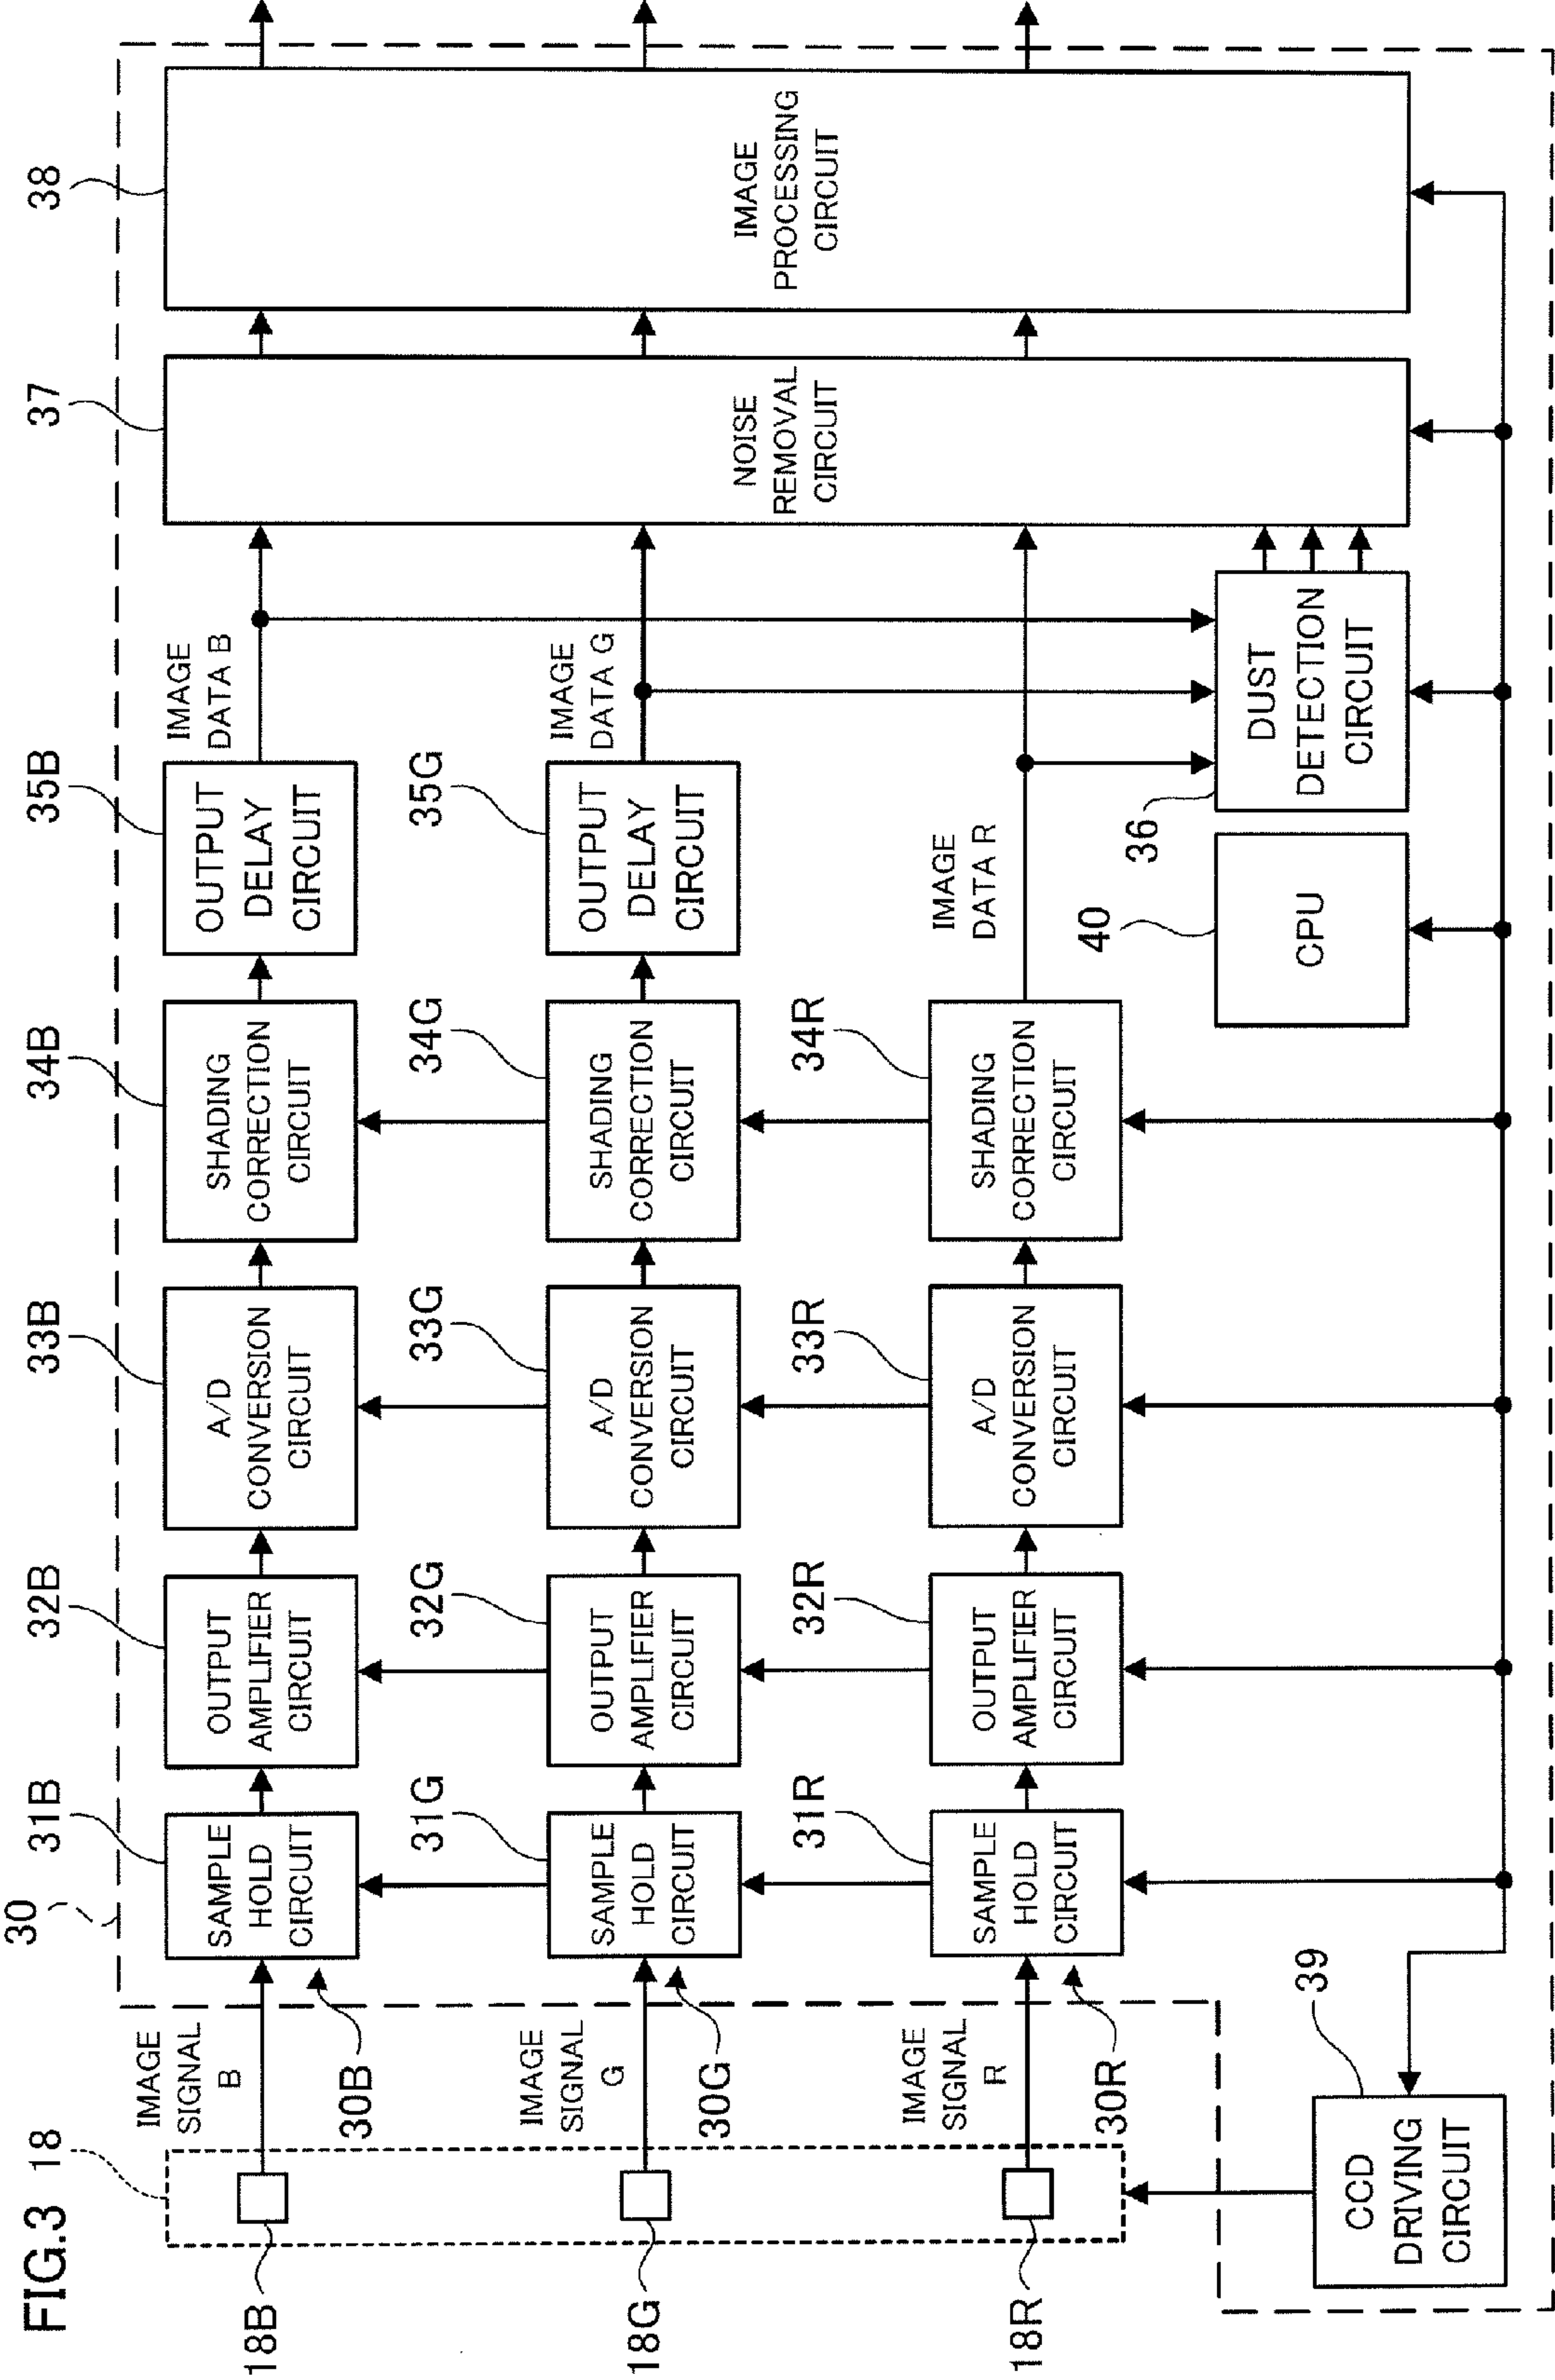 FIG.3
18
30
31B
32B
33B
34B
35B
37
38
18B
IMAGE
SIGNAL
B
30B
SAMPLE
HOLD
CIRCUIT
OUTPUT
AMPLIFIER
CIRCUIT
A/D
CONVERSION
CIRCUIT
SHADING
CORRECTION
CIRCUIT
OUTPUT
DELAY
CIRCUIT
IMAGE
DATA B
31G
32G
33G
34G
35G
18G
IMAGE
SIGNAL
G
30G
SAMPLE
HOLD
CIRCUIT
OUTPUT
AMPLIFIER
CIRCUIT
A/D
CONVERSION
CIRCUIT
SHADING
CORRECTION
CIRCUIT
OUTPUT
DELAY
CIRCUIT
IMAGE
DATA G
NOISE
REMOVAL
CIRCUIT
IMAGE
PROCESSING
CIRCUIT
31R
32R
33R
34R
18R
IMAGE
SIGNAL
R
30R
SAMPLE
HOLD
CIRCUIT
OUTPUT
AMPLIFIER
CIRCUIT
A/D
CONVERSION
CIRCUIT
SHADING
CORRECTION
CIRCUIT
IMAGE
DATA R
39
40
36
CCD
DRIVING
CIRCUIT
CPU
DUST
DETECTION
CIRCUIT